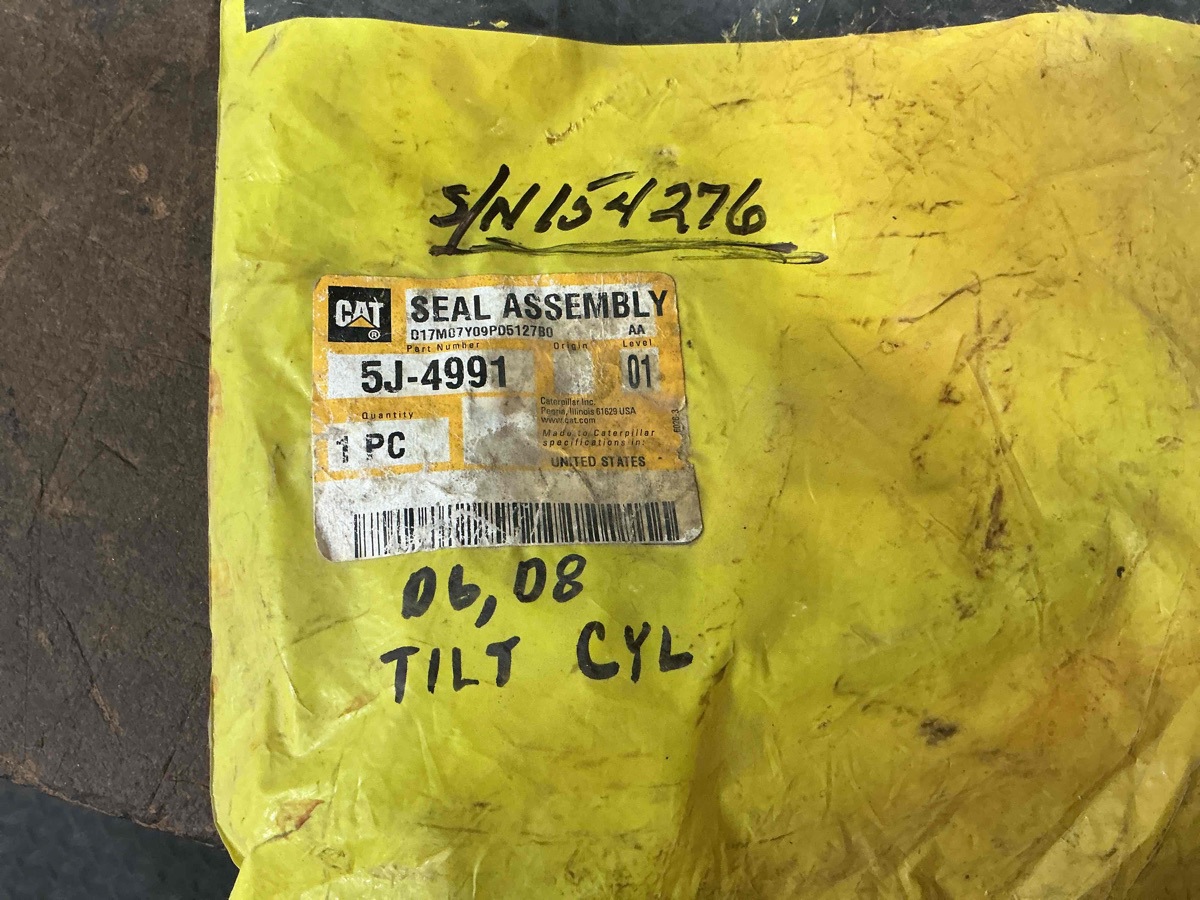 S/N 154276
CAT
®
SEAL ASSEMBLY
D17M07Y09P05127B0 AA
Part Number Origin Level
5J-4991 01
Quantity
1 PC
Caterpillar Inc.
Peoria, Illinois 61629 USA
www.cat.com
Made to Caterpillar
specifications in:
UNITED STATES
D6, D8
TILT CYL